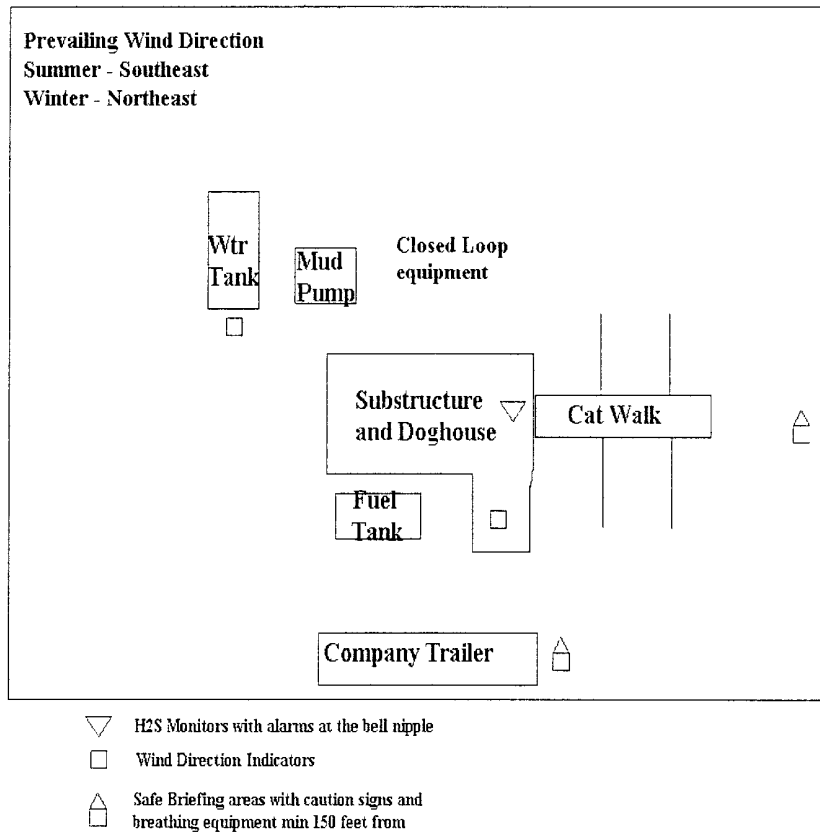 Prevailing Wind Direction
Summer - Southeast
Winter - Northeast
Wtr
Tank
Mud
Pump
Closed Loop
equipment
Substructure
and Doghouse
Cat Walk
Fuel
Tank
Company Trailer
H2S Monitors with alarms at the bell nipple
Wind Direction Indicators
Safe Briefing areas with caution signs and
breathing equipment min 150 feet from